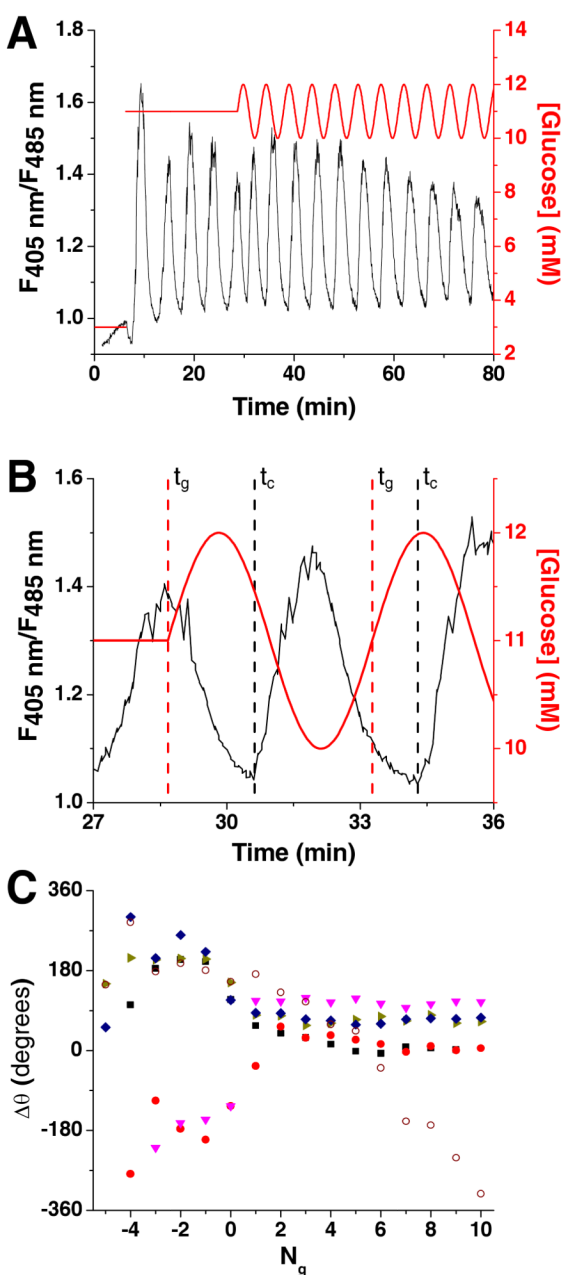 A
1.8
1.6
1.4
1.2
1.0
F405 nm/F485 nm
14
12
10
8
6
4
2
[Glucose] (mM)
0
20
40
60
80
Time (min)
B
tg
tc
tg
tc
1.6
1.4
1.2
1.0
F405 nm/F485 nm
12
11
10
[Glucose] (mM)
27
30
33
36
Time (min)
C
360
180
0
-180
-360
Δθ (degrees)
-4
-2
0
2
4
6
8
10
Ng